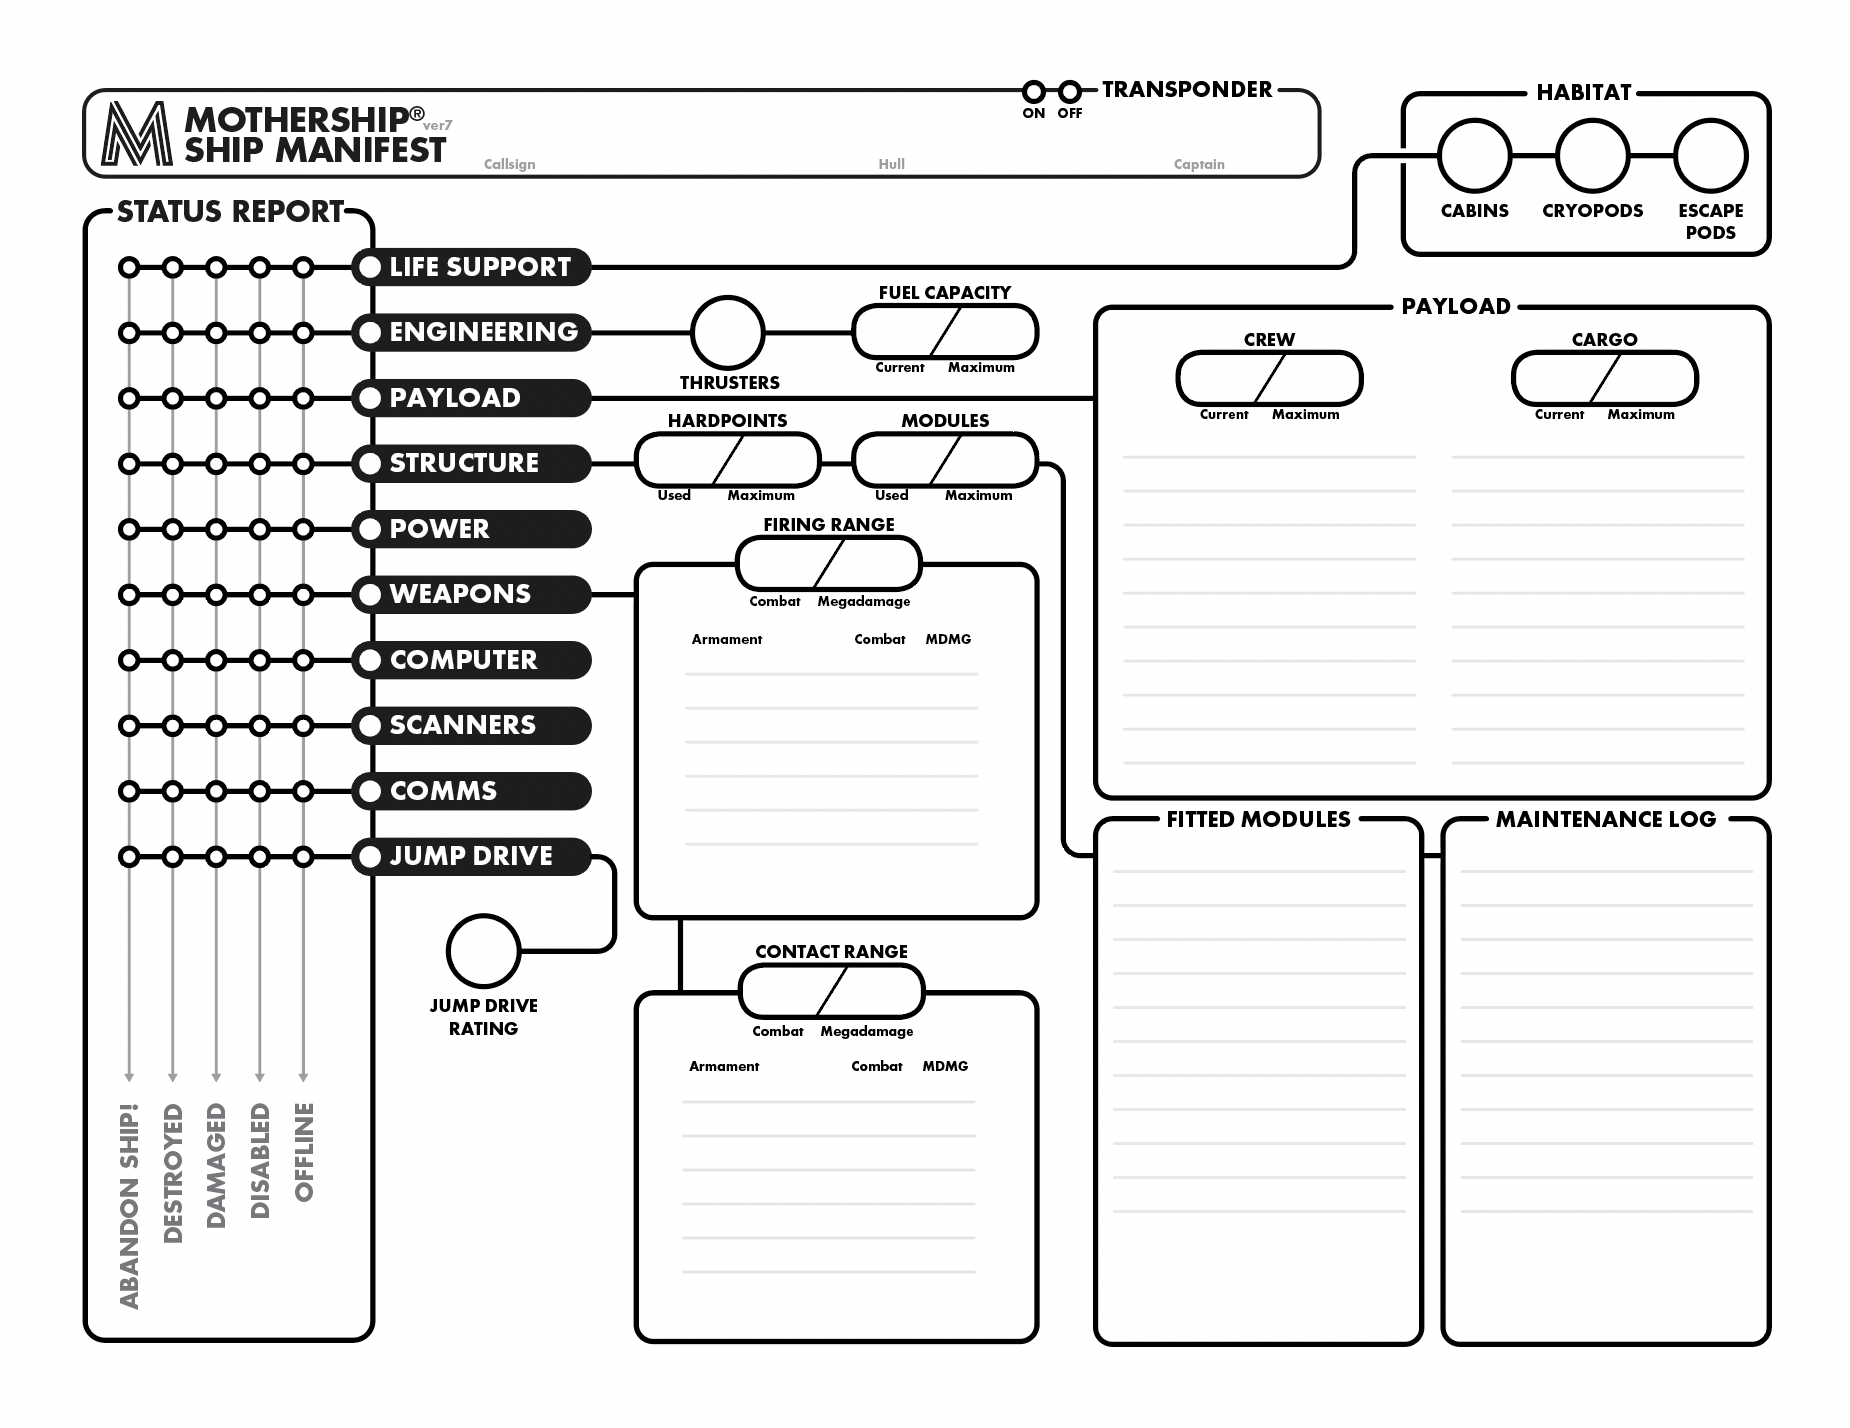 MOTHERSHIP®
ver7
SHIP MANIFEST
Callsign
Hull
Captain
TRANSPONDER
ON OFF
HABITAT
CABINS
CRYOPODS
ESCAPE
PODS
STATUS REPORT
LIFE SUPPORT
ENGINEERING
PAYLOAD
STRUCTURE
POWER
WEAPONS
COMPUTER
SCANNERS
COMMS
JUMP DRIVE
ABANDON SHIP!
DESTROYED
DAMAGED
DISABLED
OFFLINE
JUMP DRIVE
RATING
THRUSTERS
FUEL CAPACITY
Current Maximum
HARDPOINTS
Used Maximum
MODULES
Used Maximum
FIRING RANGE
Combat Megadamage
Armament Combat MDMG
CONTACT RANGE
Combat Megadamage
Armament Combat MDMG
PAYLOAD
CREW
Current Maximum
CARGO
Current Maximum
FITTED MODULES
MAINTENANCE LOG